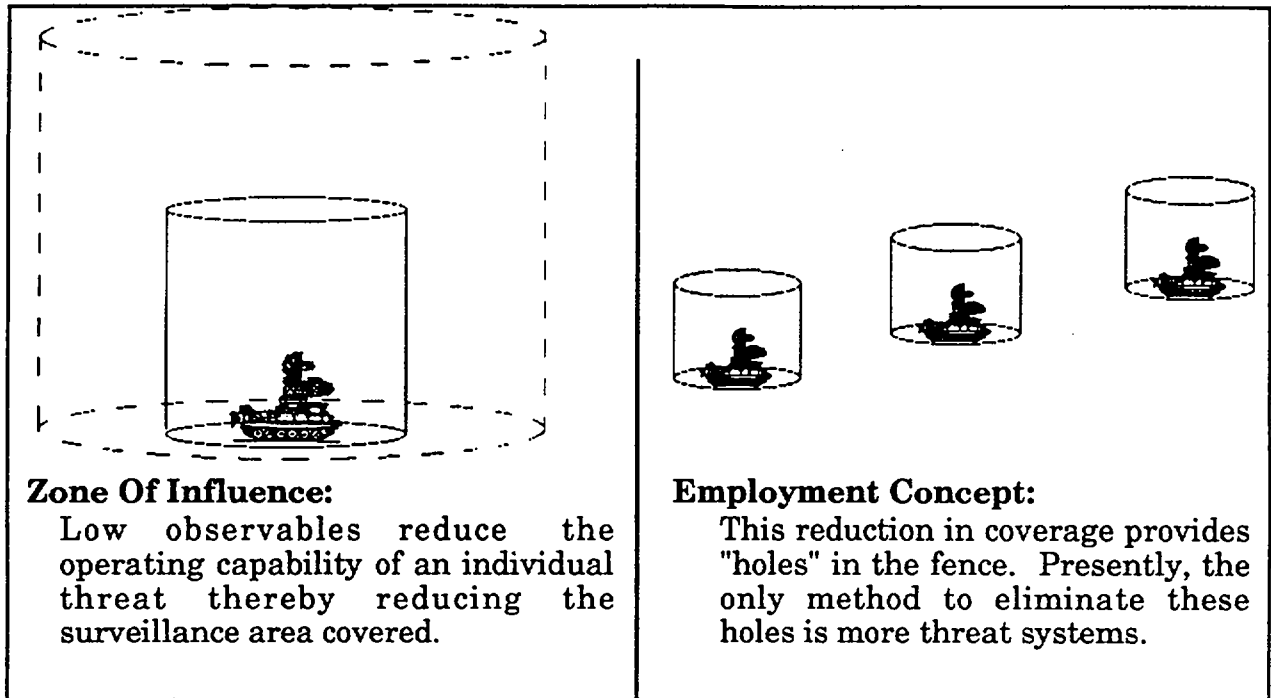 Zone Of Influence:
Low observables reduce the
operating capability of an individual
threat thereby reducing the
surveillance area covered.
Employment Concept:
This reduction in coverage provides
"holes" in the fence. Presently, the
only method to eliminate these
holes is more threat systems.